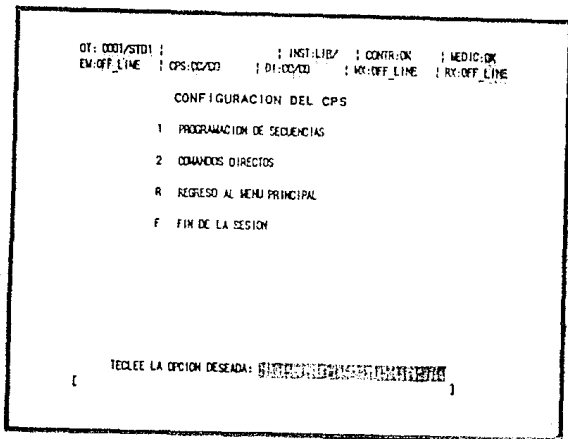 OT: 0001/STD1 | | INST:LIB/ | CONTR:OK | MEDIC:OK
EM:OFF_LINE | CPS:CC/CO | DI:CC/CO | MX:OFF_LINE | RX:OFF_LINE
CONFIGURACION DEL CPS
1 PROGRAMACION DE SECUENCIAS
2 COMANDOS DIRECTOS
R REGRESO AL MENU PRINCIPAL
F FIN DE LA SESION
TECLEE LA OPCION DESEADA:
[ ]